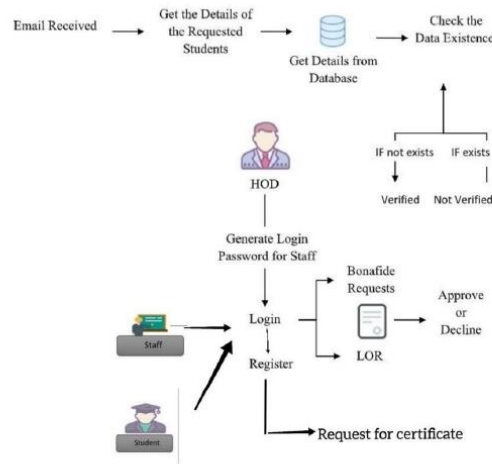 Email Received
Get the Details of
the Requested
Students
Get Details from
Database
Check the
Data Existence
IF not exists
IF exists
Verified
Not Verified
HOD
Generate Login
Password for Staff
Bonafide
Requests
Approve
or
Decline
Login
Staff
LOR
Register
Student
Request for certificate